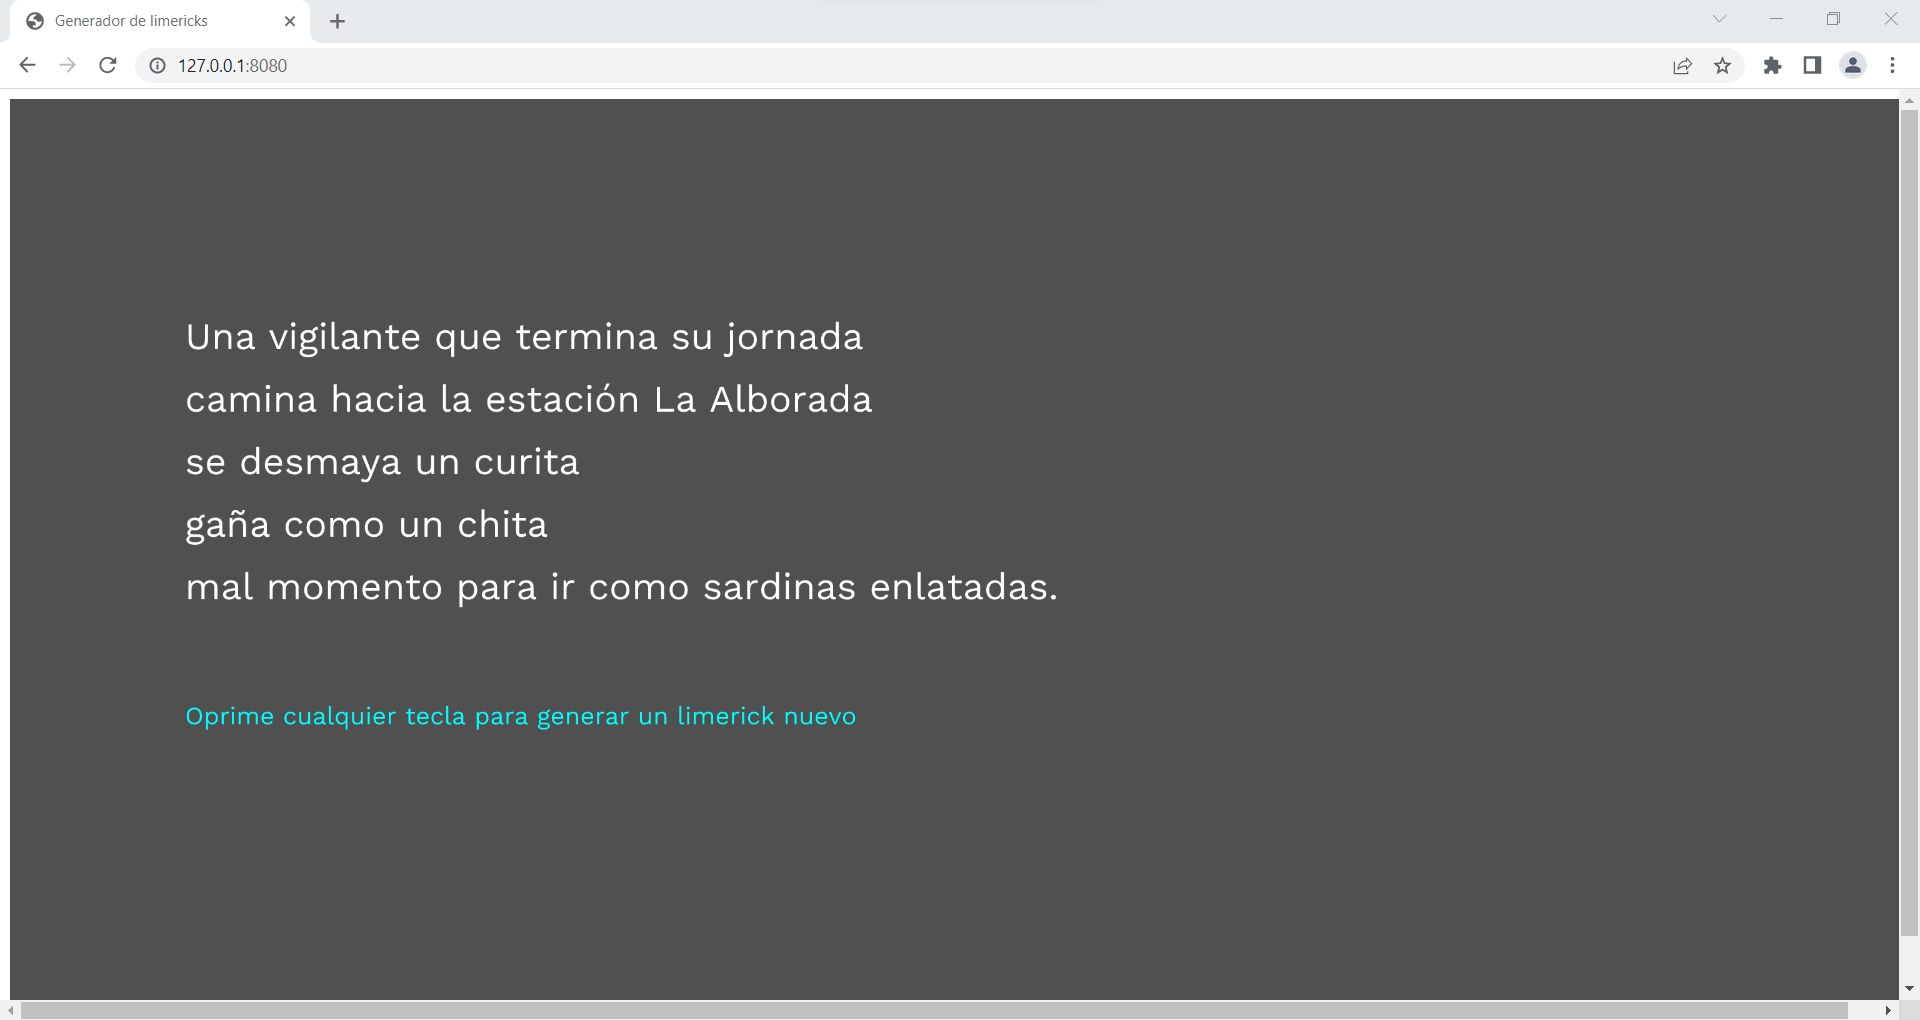 Generador de limericks
127.0.0.1:8080
Una vigilante que termina su jornada
camina hacia la estación La Alborada
se desmaya un curita
gaña como un chita
mal momento para ir como sardinas enlatadas.
Oprime cualquier tecla para generar un limerick nuevo